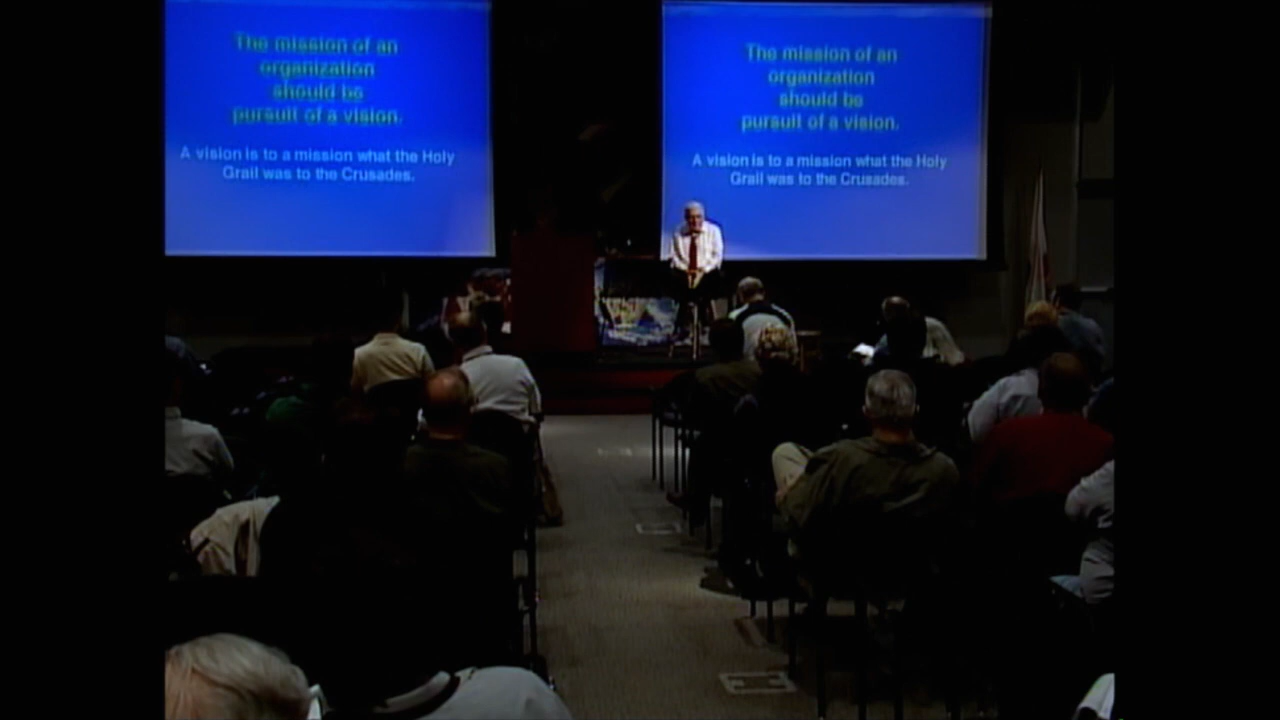 The mission of an
organization
should be
pursuit of a vision.
A vision is to a mission what the Holy
Grail was to the Crusades.
The mission of an
organization
should be
pursuit of a vision.
A vision is to a mission what the Holy
Grail was to the Crusades.